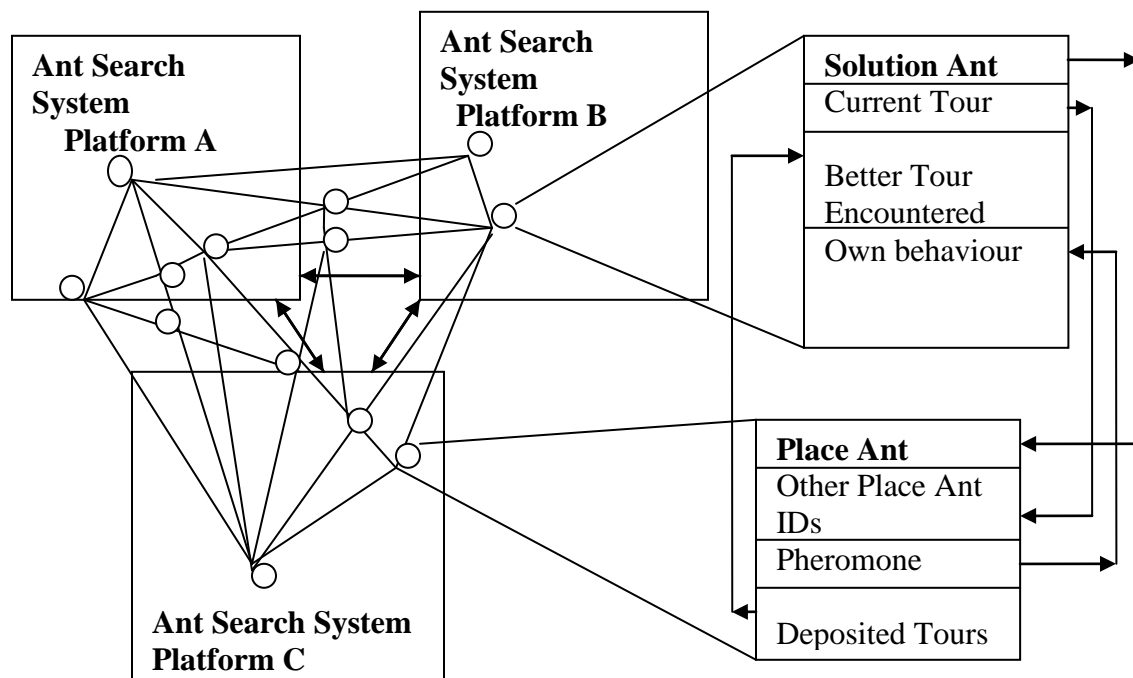 Ant Search
System
Platform A
Ant Search
System
Platform B
Solution Ant
Current Tour
Better Tour
Encountered
Own behaviour
Place Ant
Other Place Ant
IDs
Pheromone
Deposited Tours
Ant Search System
Platform C